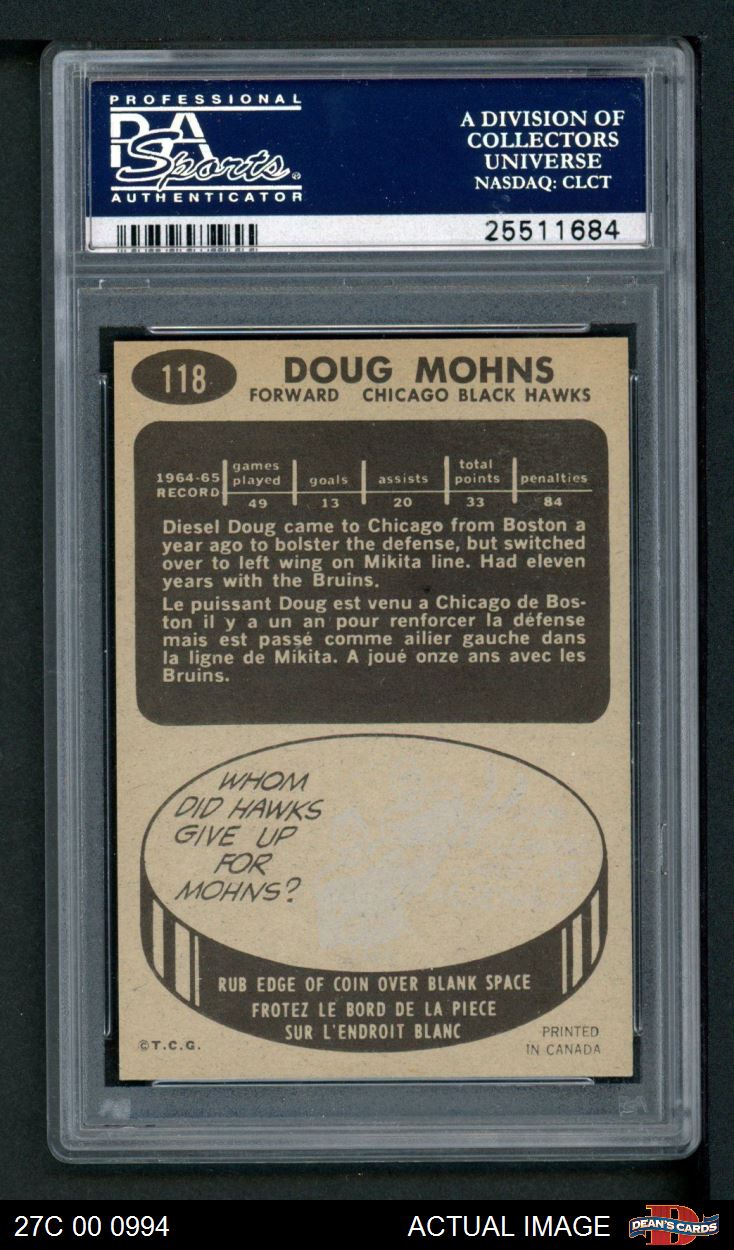 PROFESSIONAL
PSA
Sports
AUTHENTICATOR
A DIVISION OF
COLLECTORS
UNIVERSE
NASDAQ: CLCT
25511684
118
DOUG MOHNS
FORWARD CHICAGO BLACK HAWKS
1964-65 RECORD
games played goals assists total points penalties
49 13 20 33 84
Diesel Doug came to Chicago from Boston a
year ago to bolster the defense, but switched
over to left wing on Mikita line. Had eleven
years with the Bruins.
Le puissant Doug est venu a Chicago de Bos-
ton il y a un an pour renforcer la défense
mais est passé comme ailier gauche dans
la ligne de Mikita. A joué onze ans avec les
Bruins.
WHOM
DID HAWKS
GIVE UP
FOR
MOHNS?
RUB EDGE OF COIN OVER BLANK SPACE
FROTEZ LE BORD DE LA PIECE
SUR L'ENDROIT BLANC
©T.C.G.
PRINTED
IN CANADA
27C 00 0994
ACTUAL IMAGE
DEAN'S CARDS